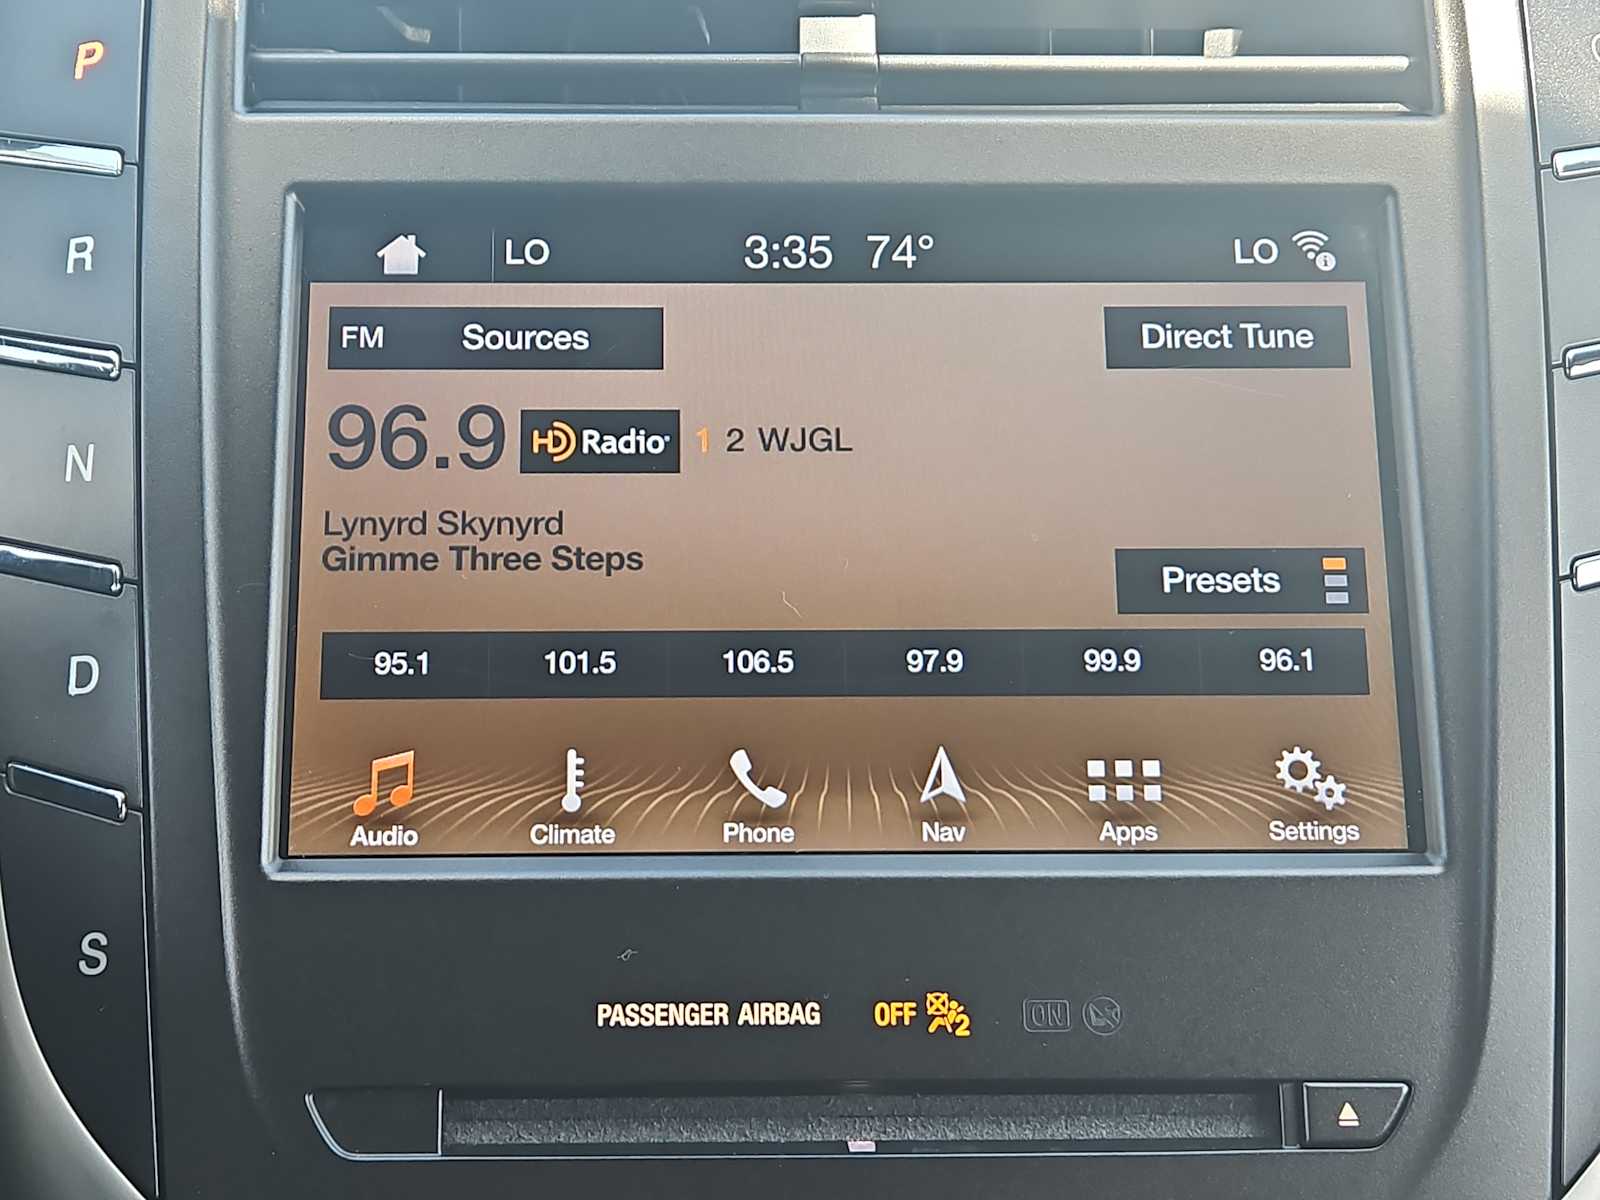 P
R
N
D
S
LO 3:35 74° LO
FM Sources Direct Tune
96.9 HD Radio 1 2 WJGL
Lynyrd Skynyrd
Gimme Three Steps
Presets
95.1 101.5 106.5 97.9 99.9 96.1
Audio Climate Phone Nav Apps Settings
PASSENGER AIRBAG OFF 2 ON